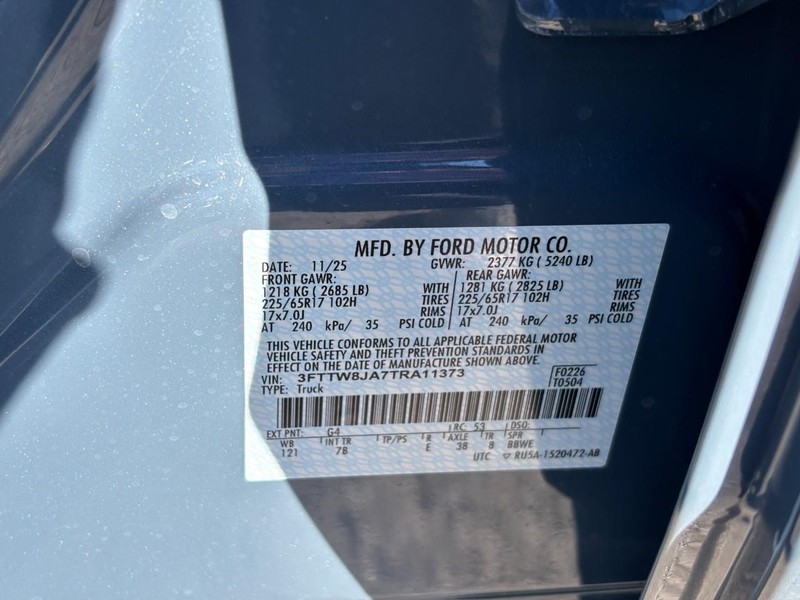 MFD. BY FORD MOTOR CO.
DATE: 11/25 GVWR: 2377 KG ( 5240 LB)
FRONT GAWR: REAR GAWR:
1218 KG ( 2685 LB) WITH 1281 KG ( 2825 LB) WITH
225/65R17 102H TIRES 225/65R17 102H TIRES
17x7.0J RIMS 17x7.0J RIMS
AT 240 kPa/ 35 PSI COLD AT 240 kPa/ 35 PSI COLD
THIS VEHICLE CONFORMS TO ALL APPLICABLE FEDERAL MOTOR
VEHICLE SAFETY AND THEFT PREVENTION STANDARDS IN
EFFECT ON THE DATE OF MANUFACTURE SHOWN ABOVE.
VIN: 3FTTW8JA7TRA11373 F0226
TYPE: Truck T0504
EXT PNT: G4 RC: 53 DSO:
WB INT TR TP/PS R AXLE TR SPR
121 7B E 38 8 BBWE
UTC ▽ RU5A-1520472-AB